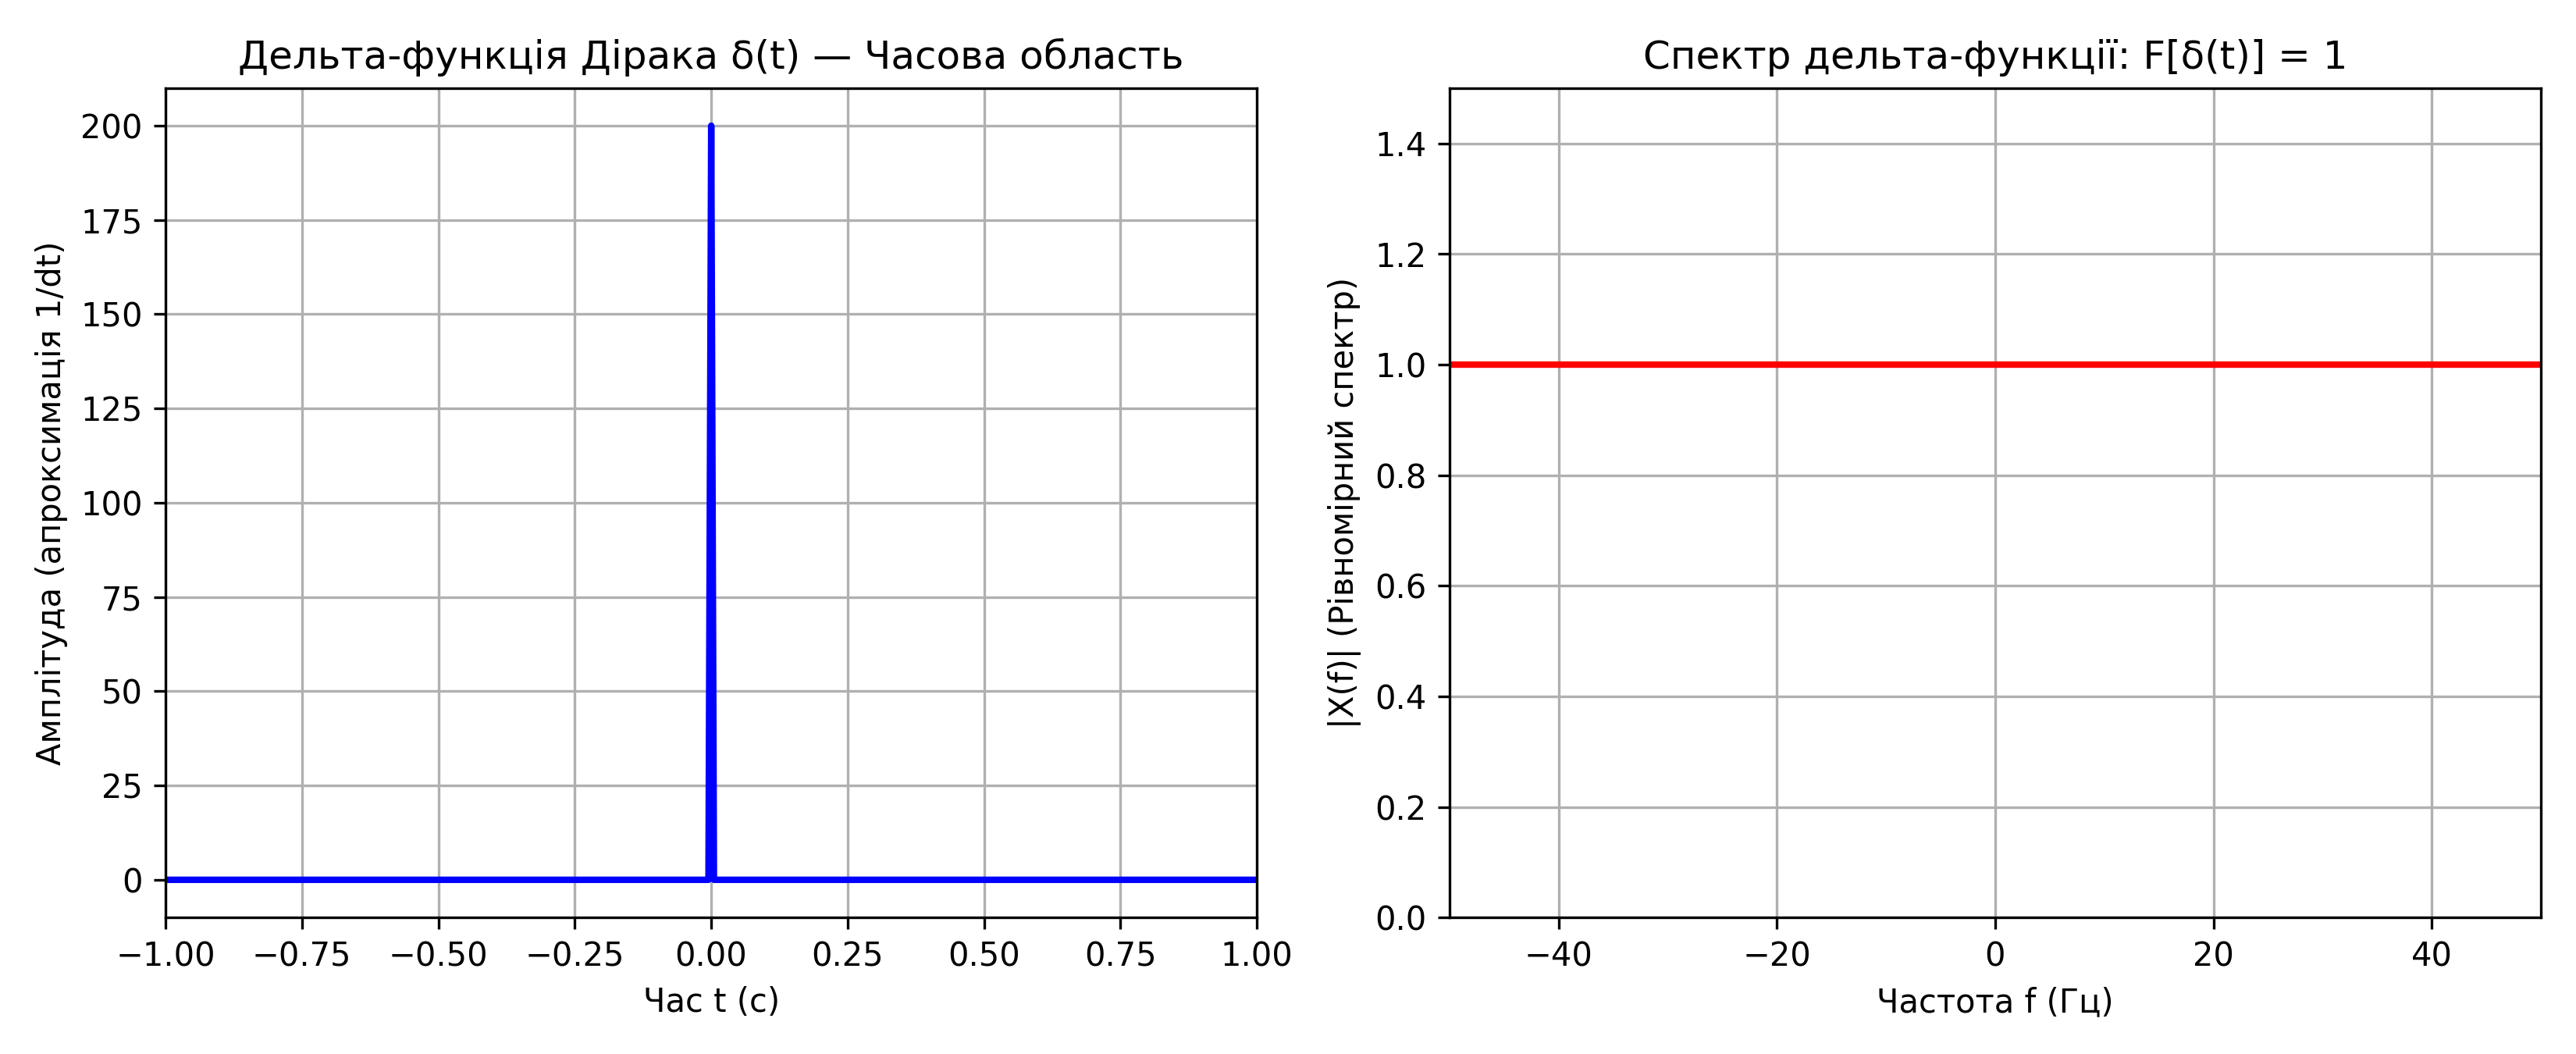 Дельта-функція Дірака δ(t) — Часова область
Амплітуда (апроксимація 1/dt)
200
175
150
125
100
75
50
25
0
−1.00 −0.75 −0.50 −0.25 0.00 0.25 0.50 0.75 1.00
Час t (с)
Спектр дельта-функції: F[δ(t)] = 1
|X(f)| (Рівномірний спектр)
1.4
1.2
1.0
0.8
0.6
0.4
0.2
0.0
−40 −20 0 20 40
Частота f (Гц)